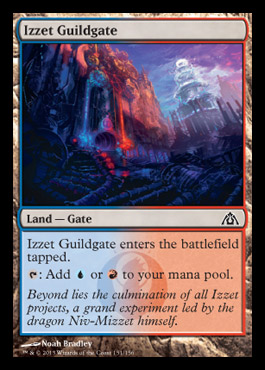 Izzet Guildgate
Land — Gate
Izzet Guildgate enters the battlefield
tapped.
: Add or to your mana pool.
Beyond lies the culmination of all Izzet
projects, a grand experiment led by the
dragon Niv-Mizzet himself.
Noah Bradley
™ & © 2013 Wizards of the Coast 151/156